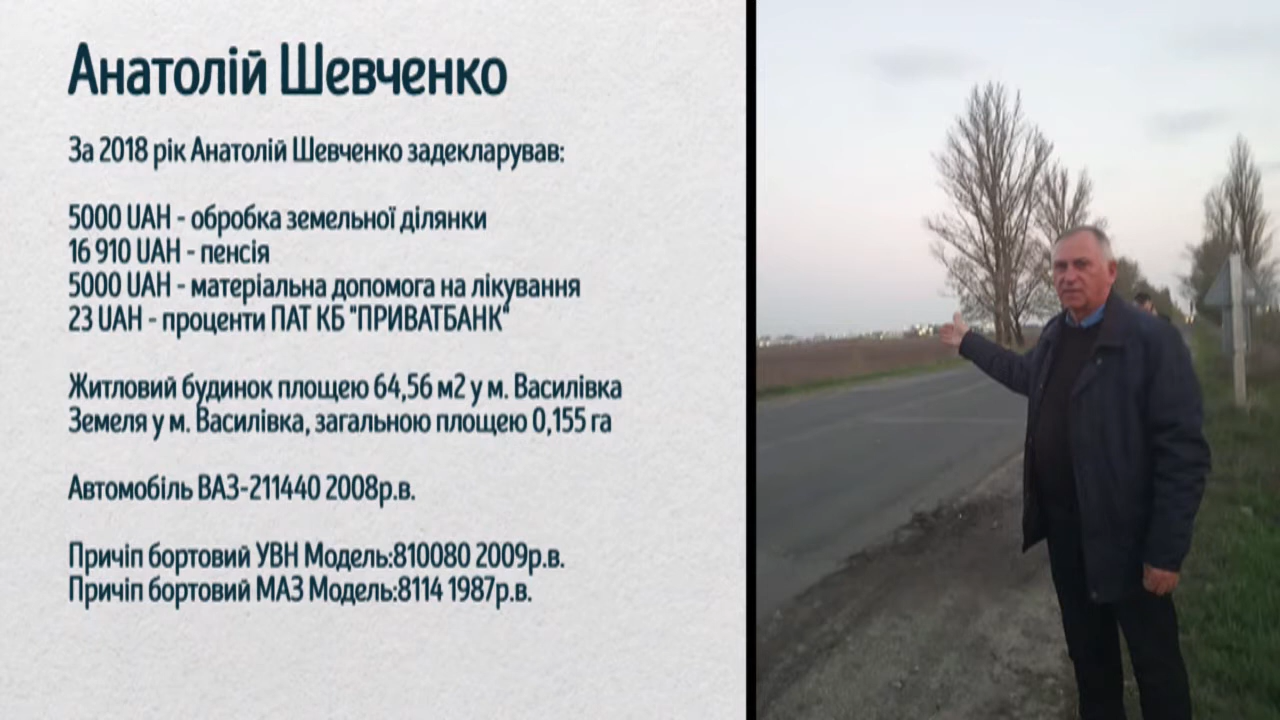 Анатолій Шевченко
За 2018 рік Анатолій Шевченко задекларував:
5000 UAH - обробка земельної ділянки
16 910 UAH - пенсія
5000 UAH - матеріальна допомога на лікування
23 UAH - проценти ПАТ КБ "ПРИВАТБАНК"
Житловий будинок площею 64,56 м2 у м. Василівка
Земля у м. Василівка, загальною площею 0,155 га
Автомобіль ВАЗ-211440 2008р.в.
Причіп бортовий УВН Модель:810080 2009р.в.
Причіп бортовий МАЗ Модель:8114 1987р.в.